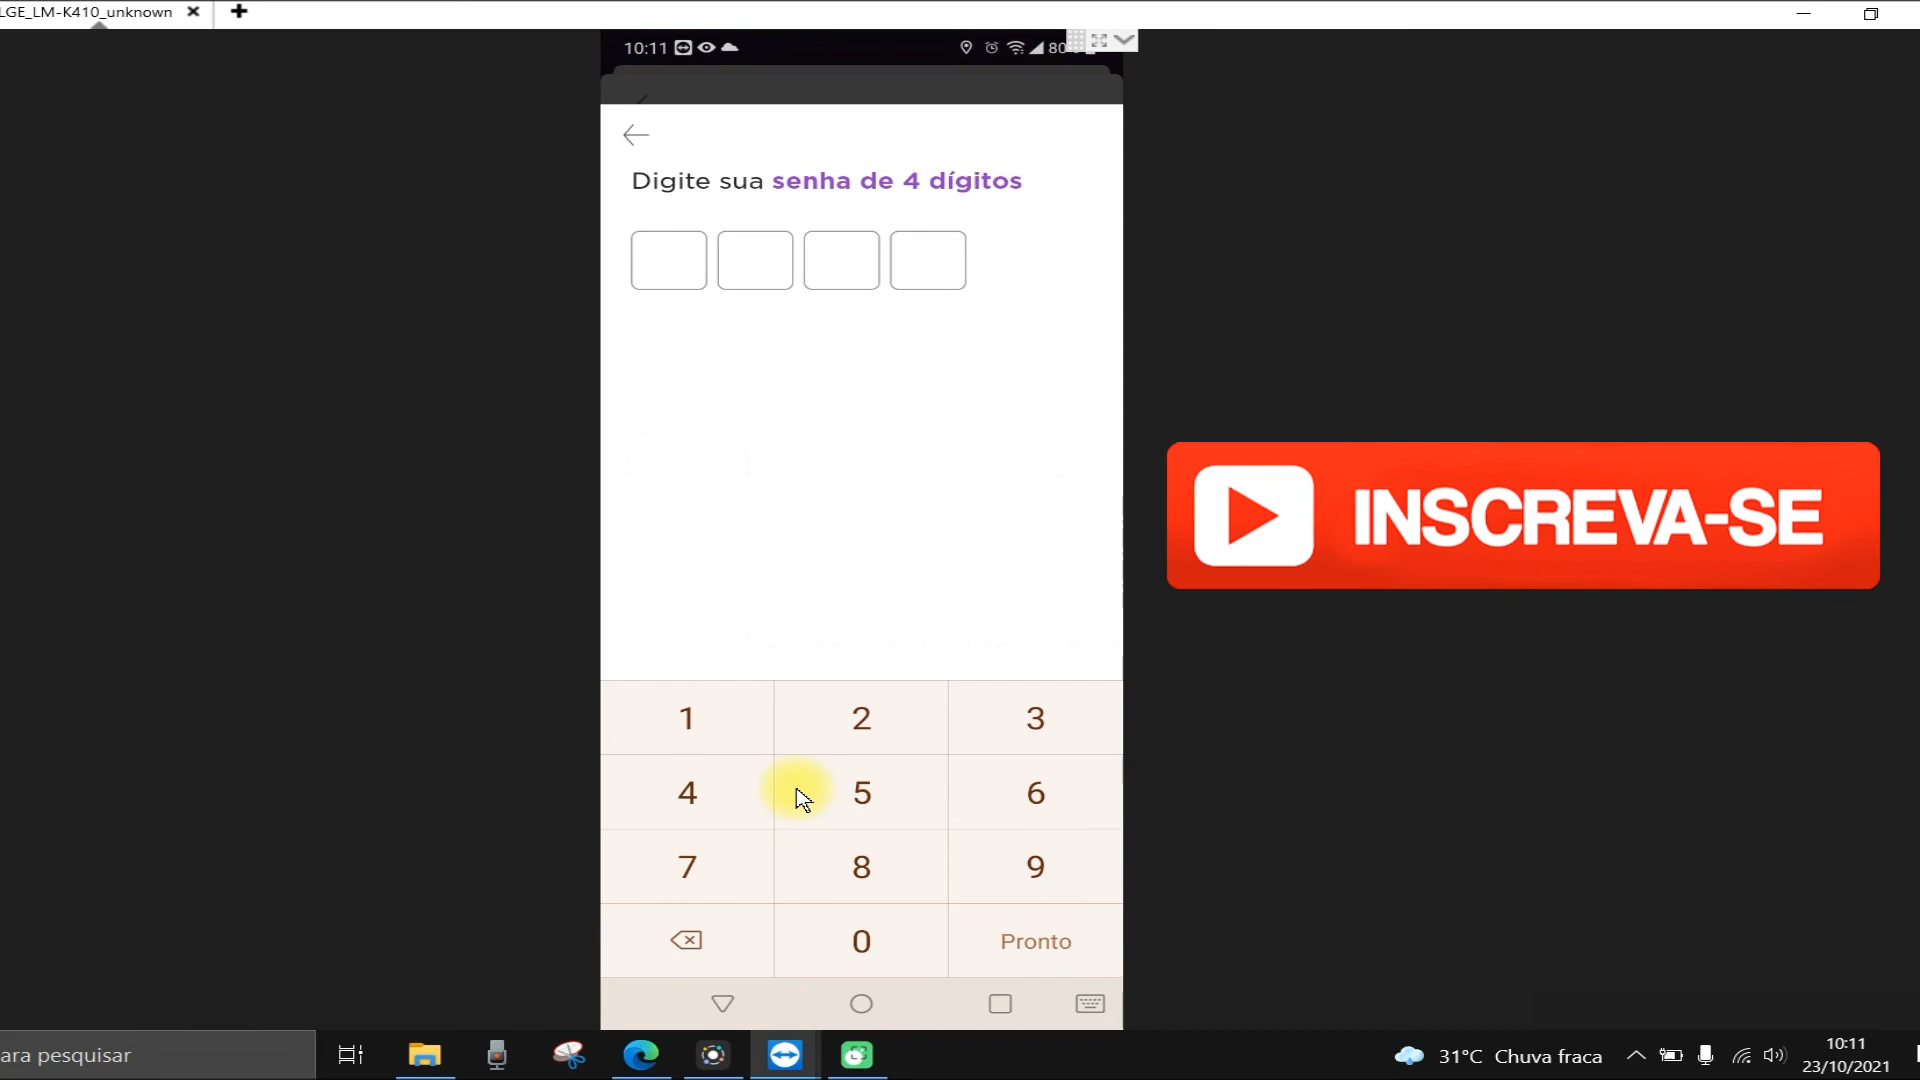 LGE_LM-K410_unknown
10:11
80
Digite sua senha de 4 dígitos
INSCREVA-SE
1 2 3
4 5 6
7 8 9
0 Pronto
ara pesquisar
31°C Chuva fraca
10:11
23/10/2021